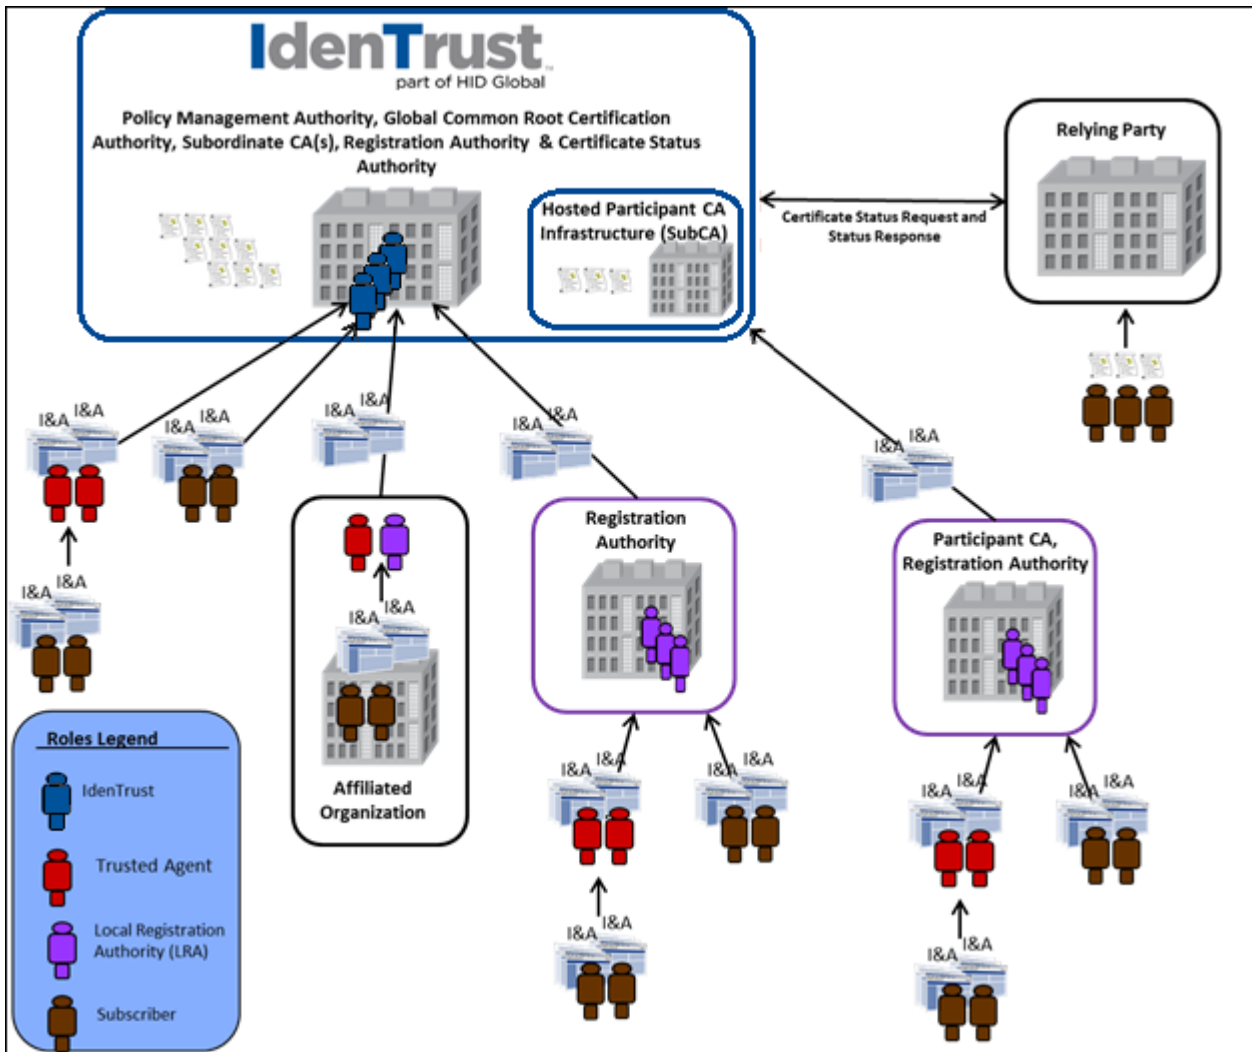 IdenTrust
part of HID Global
Policy Management Authority, Global Common Root Certification
Authority, Subordinate CA(s), Registration Authority & Certificate Status
Authority
Hosted Participant CA
Infrastructure (SubCA)
Relying Party
Certificate Status Request and
Status Response
I&A
I&A
I&A
I&A
I&A
I&A
I&A
I&A
I&A
I&A
Registration
Authority
Participant CA,
Registration Authority
I&A
I&A
I&A
I&A
Affiliated
Organization
I&A
I&A
I&A
I&A
I&A
I&A
I&A
I&A
I&A
I&A
I&A
I&A
Roles Legend
IdenTrust
Trusted Agent
Local Registration
Authority (LRA)
Subscriber